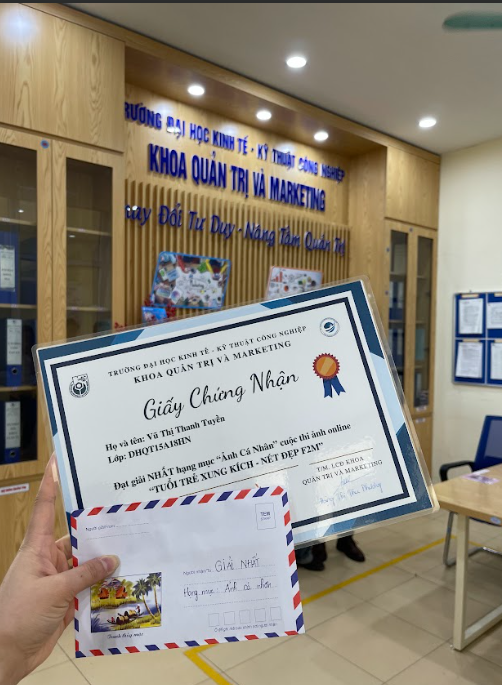 TRƯỜNG ĐẠI HỌC KINH TẾ - KỸ THUẬT CÔNG NGHIỆP
KHOA QUẢN TRỊ VÀ MARKETING
Đổi Tư Duy - Nâng Tầm Quản Trị
TRƯỜNG ĐẠI HỌC KINH TẾ - KỸ THUẬT CÔNG NGHIỆP
KHOA QUẢN TRỊ VÀ MARKETING
Giấy Chứng Nhận
Họ và tên: Vũ Thị Thanh Tuyền
Lớp: DHQT15A18HN
Đạt giải NHẤT hạng mục “Ảnh Cá Nhân” cuộc thi ảnh online
“TUỔI TRẺ XUNG KÍCH - NÉT ĐẸP F2M”
T/M. LCĐ KHOA
QUẢN TRỊ VÀ MARKETING
TEM
GIẢI NHẤT
Hạng mục Ảnh cá nhân